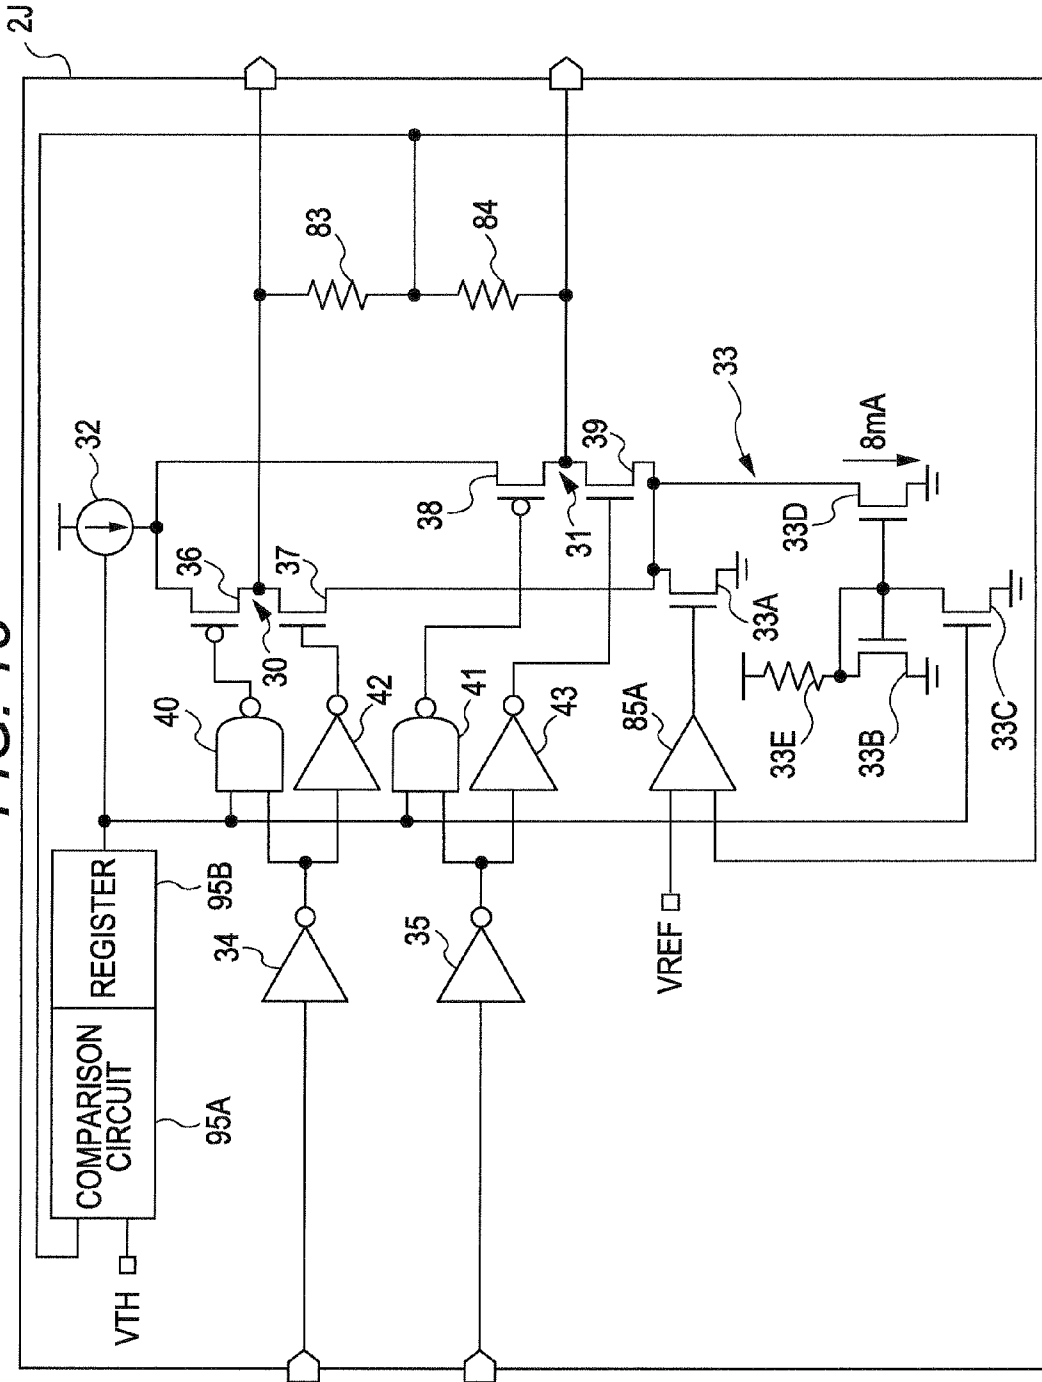 2J
32
36
37
30
40
42
38
31
39
41
43
83
84
33
8mA
33A
33D
33E
33B
33C
85A
VREF
34
35
REGISTER
95B
COMPARISON
CIRCUIT
95A
VTH